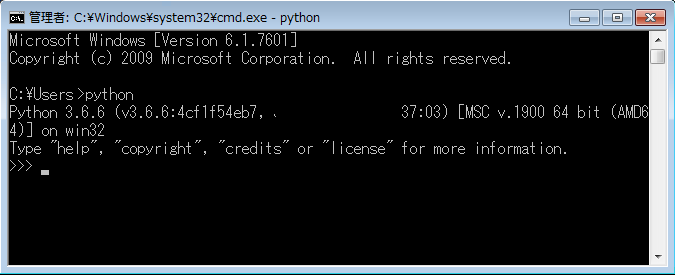 管理者: C:¥Windows¥system32¥cmd.exe - python
Microsoft Windows [Version 6.1.7601]
Copyright (c) 2009 Microsoft Corporation.  All rights reserved.
C:¥Users>python
Python 3.6.6 (v3.6.6:4cf1f54eb7, 37:03) [MSC v.1900 64 bit (AMD6
4)] on win32
Type "help", "copyright", "credits" or "license" for more information.
>>>